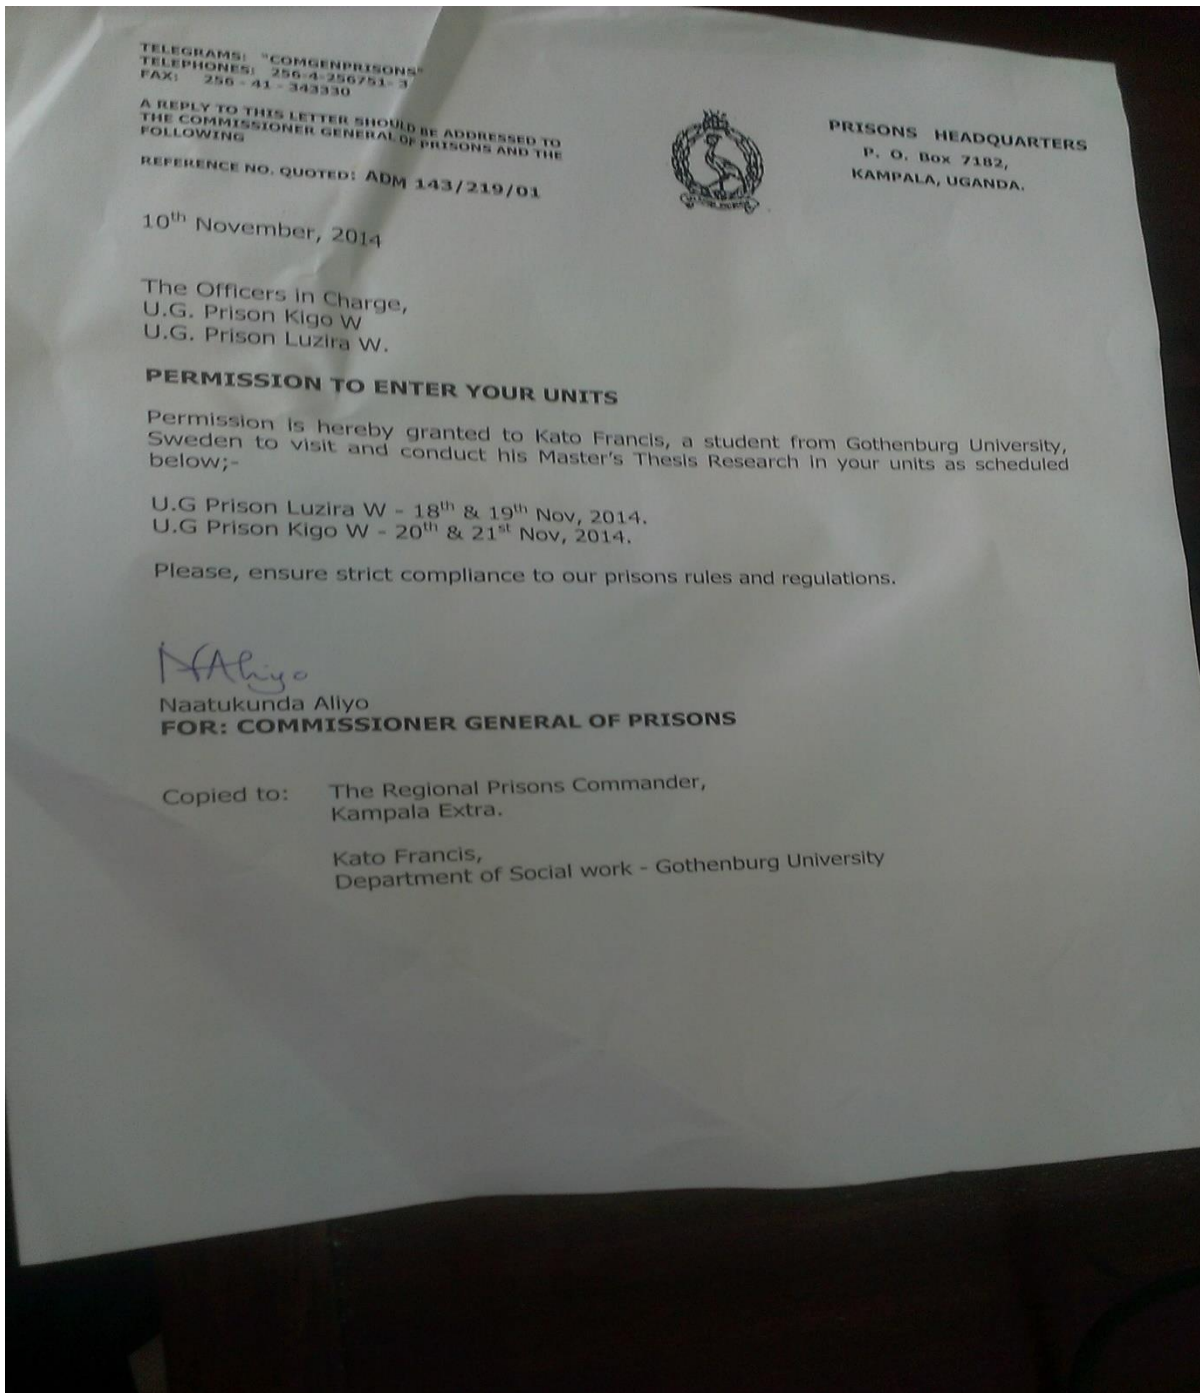 TELEGRAMS: "COMGENPRISONS"
TELEPHONES: 256-4-256751- 3
FAX: 256 - 41 - 343330
A REPLY TO THIS LETTER SHOULD BE ADDRESSED TO
THE COMMISSIONER GENERAL OF PRISONS AND THE
FOLLOWING
REFERENCE NO. QUOTED: ADM 143/219/01
PRISONS HEADQUARTERS
P. O. Box 7182,
KAMPALA, UGANDA.
10th November, 2014
The Officers in Charge,
U.G. Prison Kigo W
U.G. Prison Luzira W.
PERMISSION TO ENTER YOUR UNITS
Permission is hereby granted to Kato Francis, a student from Gothenburg University,
Sweden to visit and conduct his Master's Thesis Research in your units as scheduled
below;-
U.G Prison Luzira W - 18th & 19th Nov, 2014.
U.G Prison Kigo W - 20th & 21st Nov, 2014.
Please, ensure strict compliance to our prisons rules and regulations.
NAliyo
Naatukunda Aliyo
FOR: COMMISSIONER GENERAL OF PRISONS
Copied to: The Regional Prisons Commander,
Kampala Extra.
Kato Francis,
Department of Social work - Gothenburg University